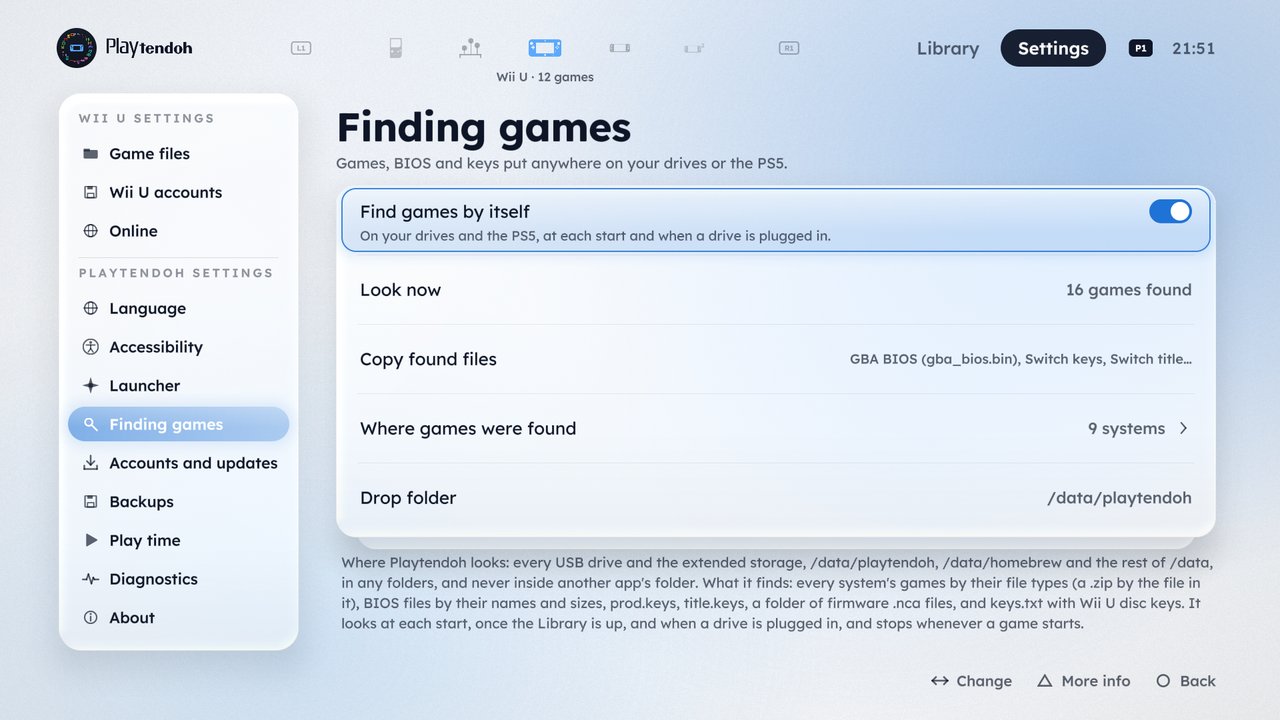 Playtendoh
L1
R1
Library
Settings
P1
21:51
Wii U · 12 games
WII U SETTINGS
Game files
Wii U accounts
Online
PLAYTENDOH SETTINGS
Language
Accessibility
Launcher
Finding games
Accounts and updates
Backups
Play time
Diagnostics
About
Finding games
Games, BIOS and keys put anywhere on your drives or the PS5.
Find games by itself
On your drives and the PS5, at each start and when a drive is plugged in.
Look now
16 games found
Copy found files
GBA BIOS (gba_bios.bin), Switch keys, Switch title...
Where games were found
9 systems
Drop folder
/data/playtendoh
Where Playtendoh looks: every USB drive and the extended storage, /data/playtendoh, /data/homebrew and the rest of /data,
in any folders, and never inside another app's folder. What it finds: every system's games by their file types (a .zip by the file in
it), BIOS files by their names and sizes, prod.keys, title.keys, a folder of firmware .nca files, and keys.txt with Wii U disc keys. It
looks at each start, once the Library is up, and when a drive is plugged in, and stops whenever a game starts.
Change
More info
Back